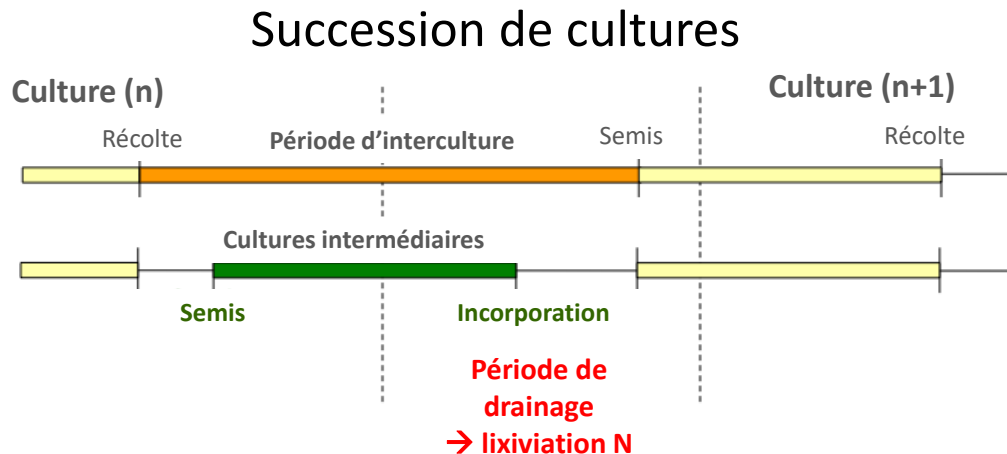 Succession de cultures
Culture (n)
Culture (n+1)
Récolte
Période d’interculture
Semis
Récolte
Cultures intermédiaires
Semis
Incorporation
Période de
drainage
→ lixiviation N